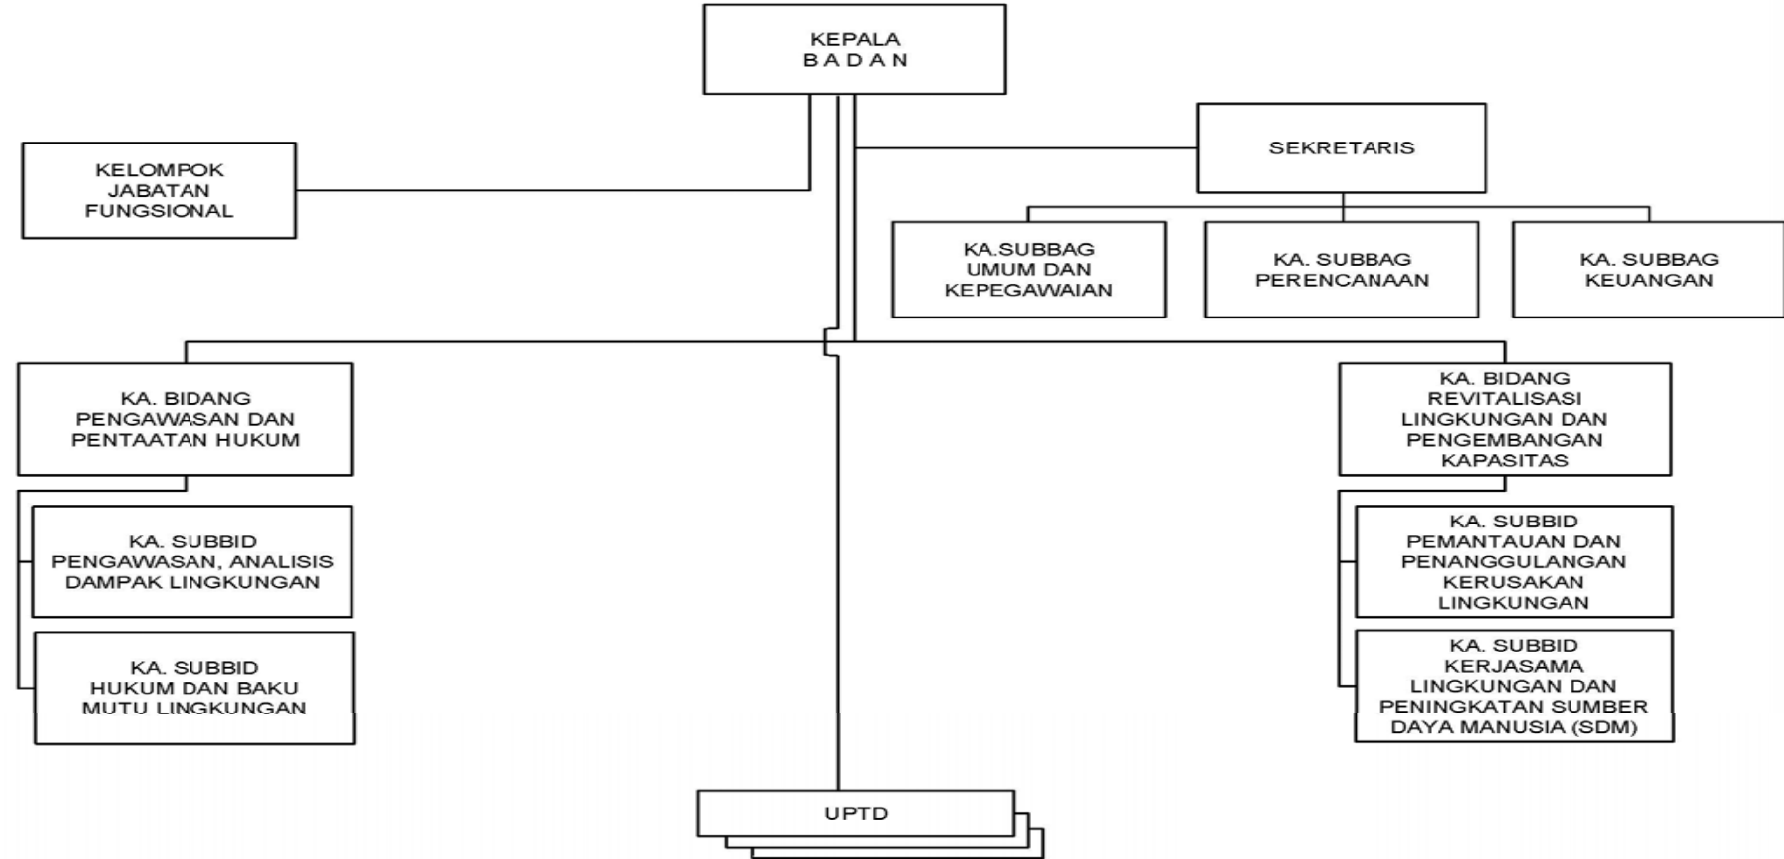 KEPALA
B A D A N
SEKRETARIS
KELOMPOK
JABATAN
FUNGSIONAL
KA.SUBBAG
UMUM DAN
KEPEGAWAIAN
KA. SUBBAG
PERENCANAAN
KA. SUBBAG
KEUANGAN
KA. BIDANG
PENGAWASAN DAN
PENTAATAN HUKUM
KA. BIDANG
REVITALISASI
LINGKUNGAN DAN
PENGEMBANGAN
KAPASITAS
KA. SUBBID
PENGAWASAN, ANALISIS
DAMPAK LINGKUNGAN
KA. SUBBID
PEMANTAUAN DAN
PENANGGULANGAN
KERUSAKAN
LINGKUNGAN
KA. SUBBID
HUKUM DAN BAKU
MUTU LINGKUNGAN
KA. SUBBID
KERJASAMA
LINGKUNGAN DAN
PENINGKATAN SUMBER
DAYA MANUSIA (SDM)
UPTD